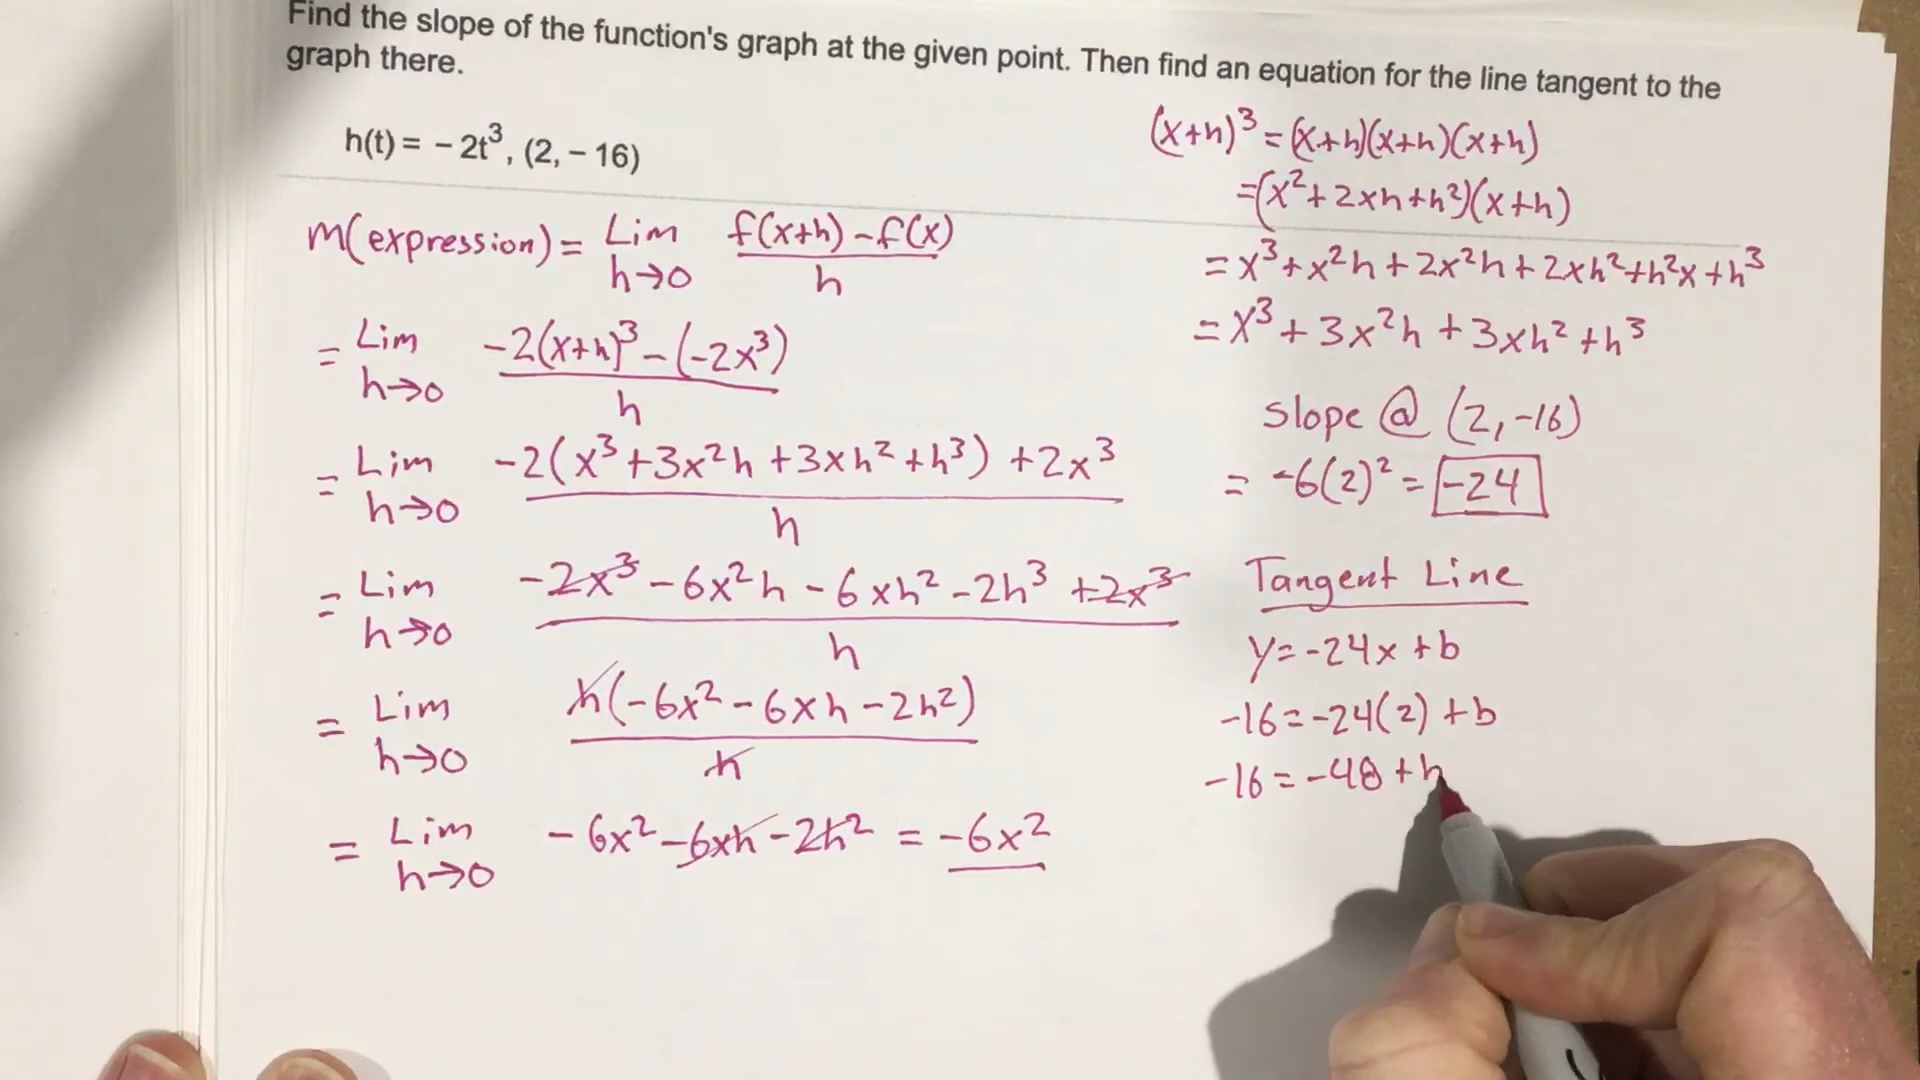 Find the slope of the function's graph at the given point. Then find an equation for the line tangent to the
graph there.
h(t) = − 2t³, (2, − 16)
m(expression) = Lim h→0 f(x+h) − f(x) / h
= Lim h→0 −2(x+h)³ − (−2x³) / h
= Lim h→0 −2(x³ + 3x²h + 3xh² + h³) + 2x³ / h
= Lim h→0 −2x³ − 6x²h − 6xh² − 2h³ + 2x³ / h
= Lim h→0 h(−6x² − 6xh − 2h²) / h
= Lim h→0 −6x² − 6xh − 2h² = −6x²
(x+h)³ = (x+h)(x+h)(x+h)
= (x² + 2xh + h²)(x+h)
= x³ + x²h + 2x²h + 2xh² + h²x + h³
= x³ + 3x²h + 3xh² + h³
Slope @ (2, −16)
= −6(2)² = −24
Tangent Line
y = −24x + b
−16 = −24(2) + b
−16 = −48 +